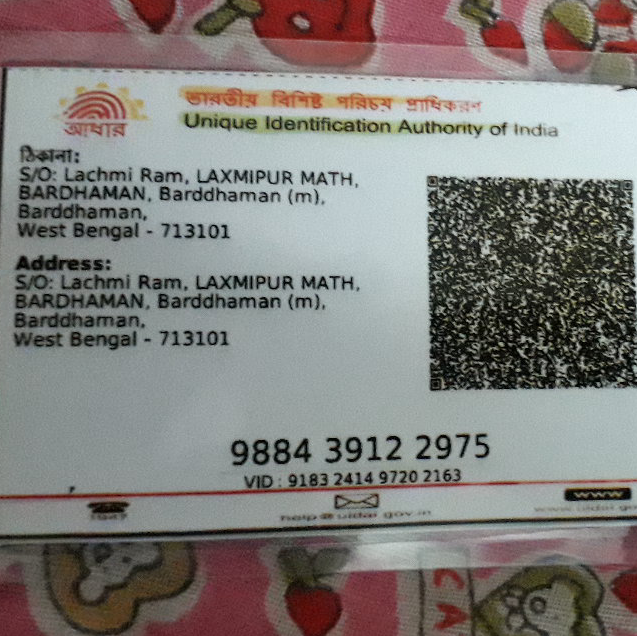 আধার
ভারতীয় বিশিষ্ট পরিচয় প্রাধিকরণ
Unique Identification Authority of India
ঠিকানা:
S/O: Lachmi Ram, LAXMIPUR MATH,
BARDHAMAN, Barddhaman (m),
Barddhaman,
West Bengal - 713101
Address:
S/O: Lachmi Ram, LAXMIPUR MATH,
BARDHAMAN, Barddhaman (m),
Barddhaman,
West Bengal - 713101
9884 3912 2975
VID : 9183 2414 9720 2163
1947
help@uidai.gov.in
www